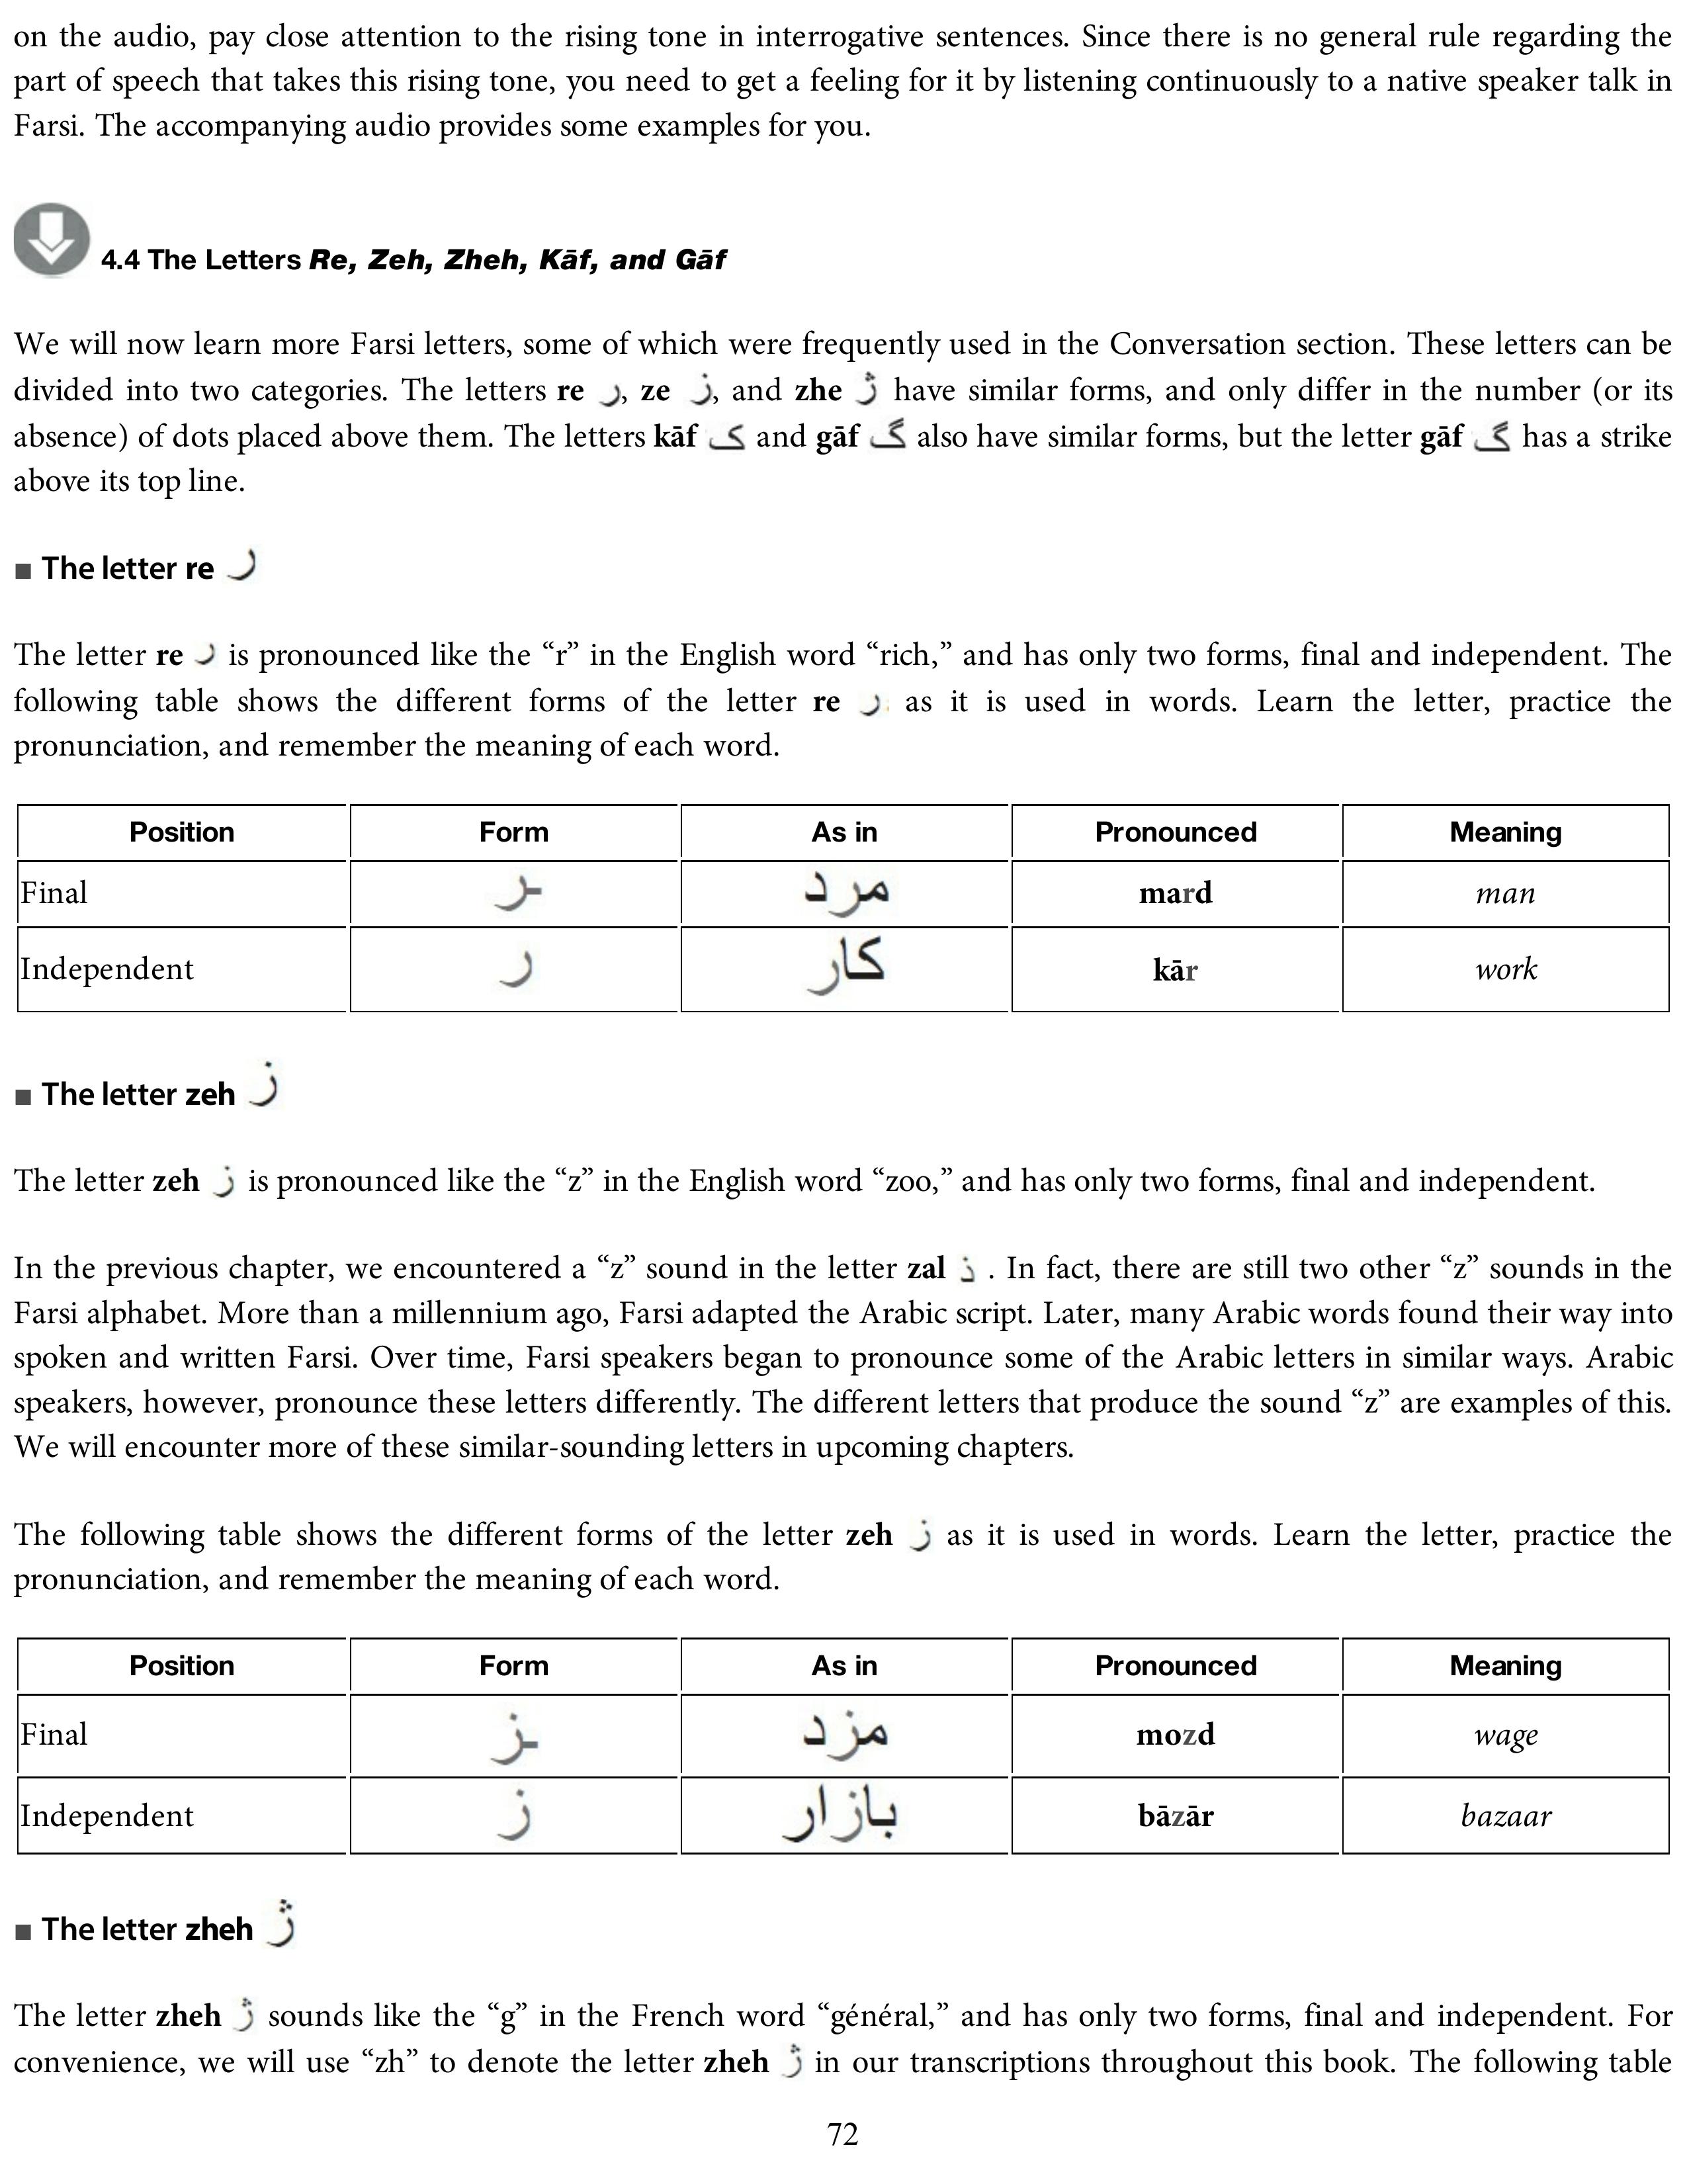 on the audio, pay close attention to the rising tone in interrogative sentences. Since there is no general rule regarding the
part of speech that takes this rising tone, you need to get a feeling for it by listening continuously to a native speaker talk in
Farsi. The accompanying audio provides some examples for you.
4.4 The Letters Re, Zeh, Zheh, Kāf, and Gāf
We will now learn more Farsi letters, some of which were frequently used in the Conversation section. These letters can be
divided into two categories. The letters re ر, ze ز, and zhe ژ have similar forms, and only differ in the number (or its
absence) of dots placed above them. The letters kāf ک and gāf گ also have similar forms, but the letter gāf گ has a strike
above its top line.
■ The letter re ر
The letter re ر is pronounced like the “r” in the English word “rich,” and has only two forms, final and independent. The
following table shows the different forms of the letter re ر as it is used in words. Learn the letter, practice the
pronunciation, and remember the meaning of each word.
Position Form As in Pronounced Meaning
Final ـر مرد mard man
Independent ر کار kār work
■ The letter zeh ز
The letter zeh ز is pronounced like the “z” in the English word “zoo,” and has only two forms, final and independent.
In the previous chapter, we encountered a “z” sound in the letter zal ذ . In fact, there are still two other “z” sounds in the
Farsi alphabet. More than a millennium ago, Farsi adapted the Arabic script. Later, many Arabic words found their way into
spoken and written Farsi. Over time, Farsi speakers began to pronounce some of the Arabic letters in similar ways. Arabic
speakers, however, pronounce these letters differently. The different letters that produce the sound “z” are examples of this.
We will encounter more of these similar-sounding letters in upcoming chapters.
The following table shows the different forms of the letter zeh ز as it is used in words. Learn the letter, practice the
pronunciation, and remember the meaning of each word.
Position Form As in Pronounced Meaning
Final ـز مزد mozd wage
Independent ز بازار bāzār bazaar
■ The letter zheh ژ
The letter zheh ژ sounds like the “g” in the French word “général,” and has only two forms, final and independent. For
convenience, we will use “zh” to denote the letter zheh ژ in our transcriptions throughout this book. The following table
72